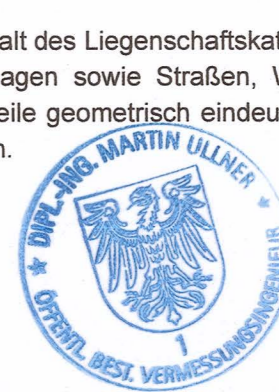 alt des Liegenschaftskat
agen sowie Straßen, W
eile geometrisch eindeu
n.
DIPL.-ING. MARTIN ULLNER
ÖFFENTL. BEST. VERMESSUNGSINGENIEUR
1